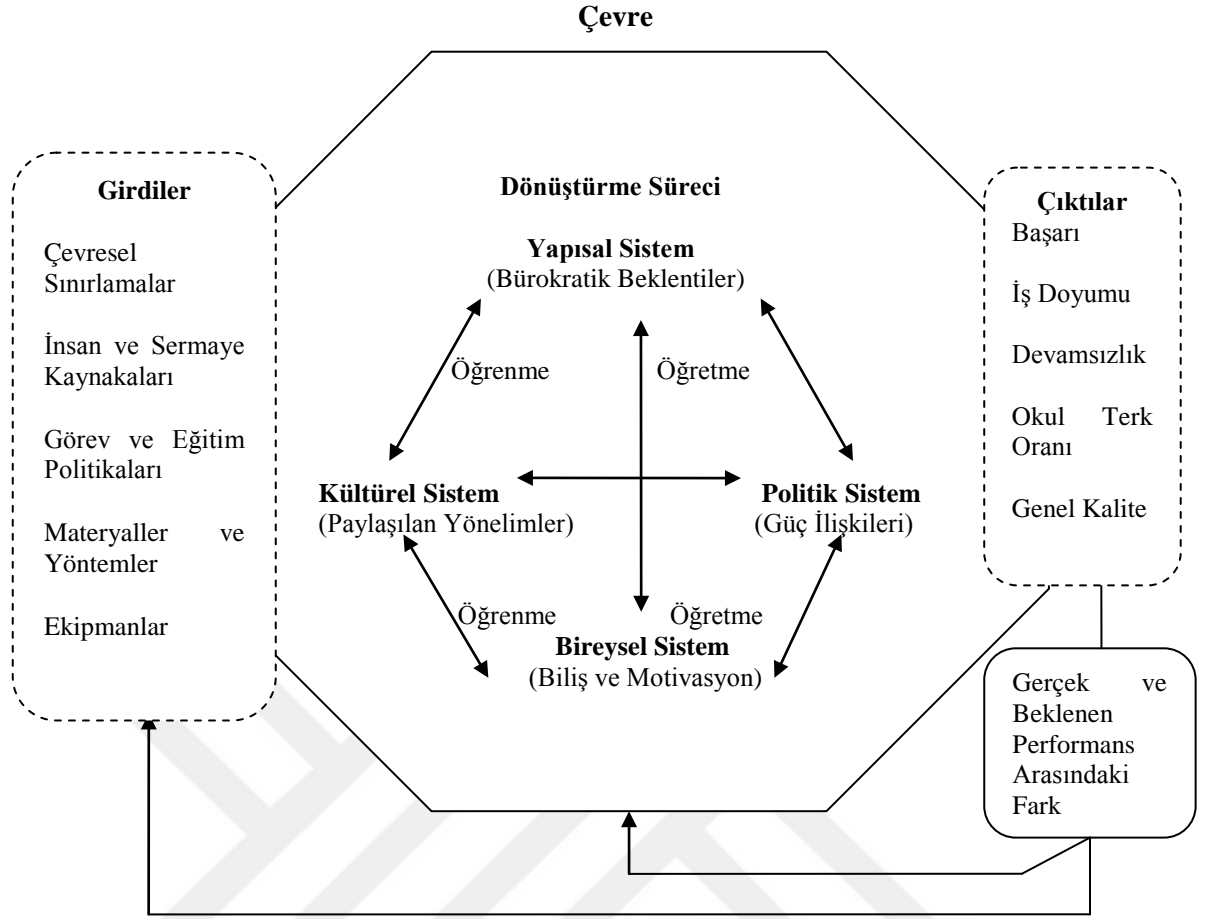 Çevre
Girdiler
Çevresel
Sınırlamalar
İnsan ve Sermaye
Kaynakaları
Görev ve Eğitim
Politikaları
Materyaller ve
Yöntemler
Ekipmanlar
Dönüştürme Süreci
Yapısal Sistem
(Bürokratik Beklentiler)
Öğrenme
Öğretme
Kültürel Sistem
(Paylaşılan Yönelimler)
Politik Sistem
(Güç İlişkileri)
Öğrenme
Öğretme
Bireysel Sistem
(Biliş ve Motivasyon)
Çıktılar
Başarı
İş Doyumu
Devamsızlık
Okul Terk
Oranı
Genel Kalite
Gerçek ve
Beklenen
Performans
Arasındaki
Fark